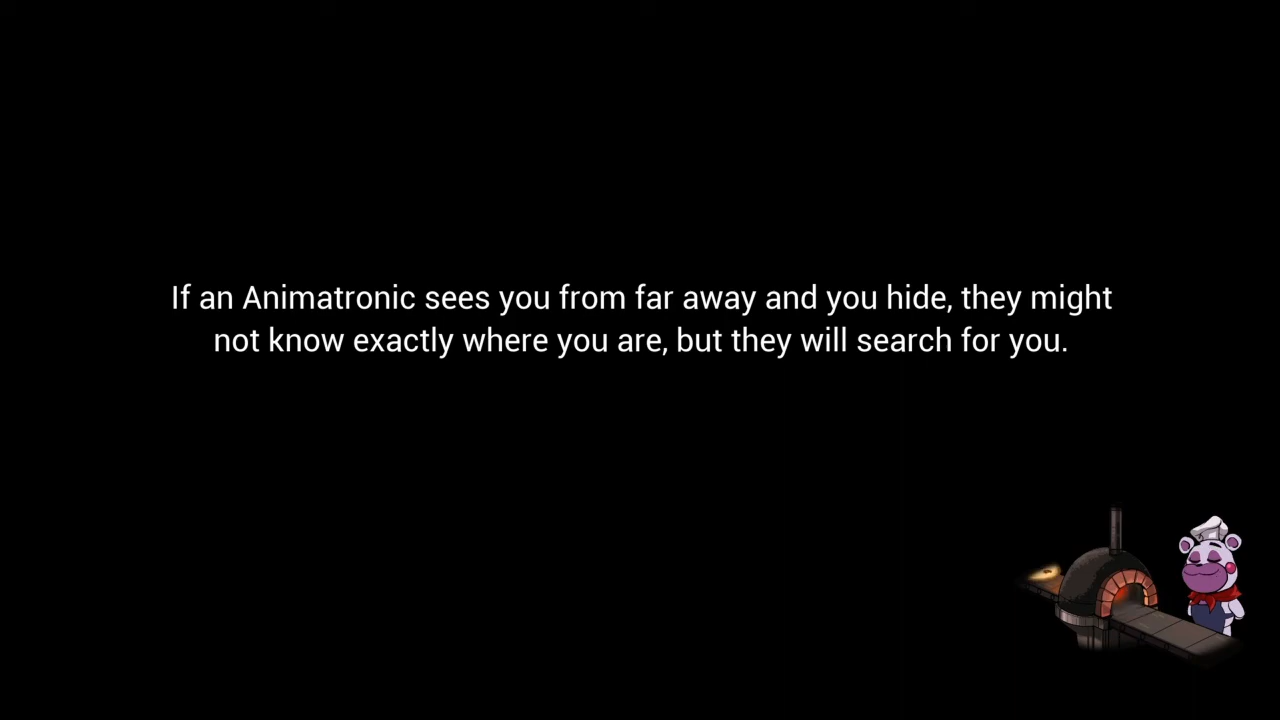 If an Animatronic sees you from far away and you hide, they might
not know exactly where you are, but they will search for you.